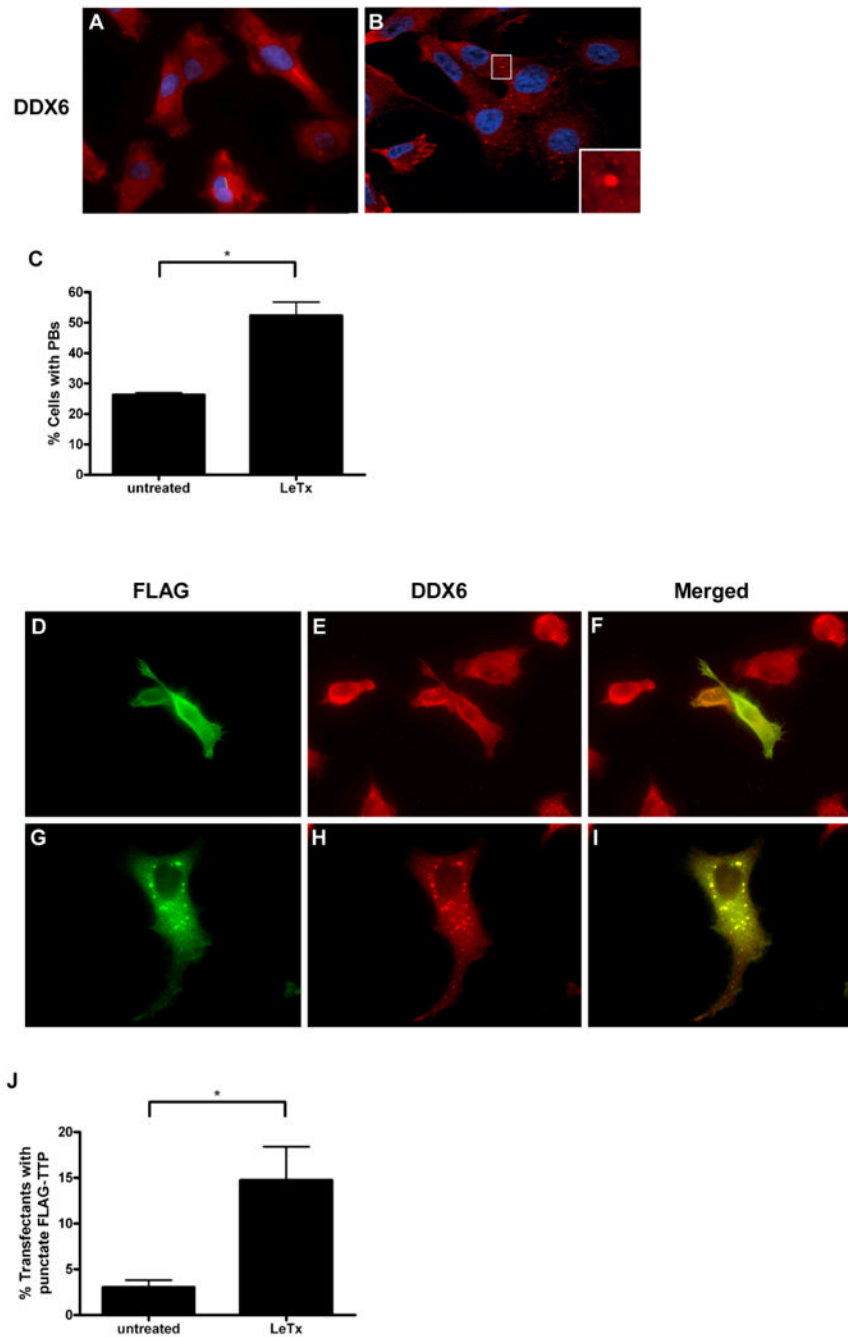 A
B
DDX6
C
*
60
50
40
30
20
10
0
% Cells with PBs
untreated
LeTx
FLAG
DDX6
Merged
D
E
F
G
H
I
J
*
20
15
10
5
0
% Transfectants with
punctate FLAG-TTP
untreated
LeTx